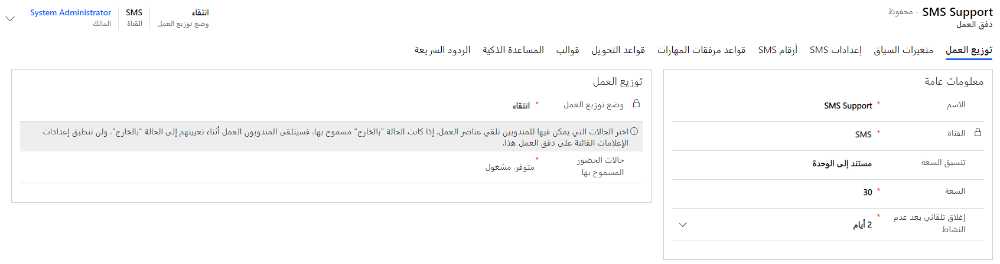 SMS Support - محفوظ
دفق العمل
انتقاء
وضع توزيع العمل
SMS
القناة
System Administrator
المالك
توزيع العمل
متغيرات السياق
إعدادات SMS
أرقام SMS
قواعد مرفقات المهارات
قواعد التحويل
قوالب
المساعدة الذكية
الردود السريعة
معلومات عامة
الاسم * SMS Support
القناة * SMS
تنسيق السعة مستند إلى الوحدة
السعة * 30
إغلاق تلقائي بعد عدم
النشاط
* 2 أيام
توزيع العمل
وضع توزيع العمل * انتقاء
اختر الحالات التي يمكن فيها للمندوبين تلقي عناصر العمل. إذا كانت الحالة "بالخارج" مسموح بها، فسيتلقى المندوبون العمل أثناء تعيينهم إلى الحالة "بالخارج"، ولن تنطبق إعدادات
الإعلامات الفائتة على دفق العمل هذا.
حالات الحضور
المسموح بها
* متوفر, مشغول